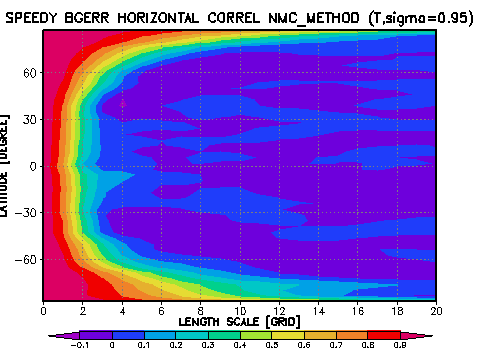 SPEEDY BGERR HORIZONTAL CORREL NMC_METHOD (T,sigma=0.95)
60
30
0
−30
−60
LATITUDE [DEGREE]
0 2 4 6 8 10 12 14 16 18 20
LENGTH SCALE [GRID]
−0.1 0.1 0.2 0.3 0.4 0.5 0.6 0.7 0.8 0.9